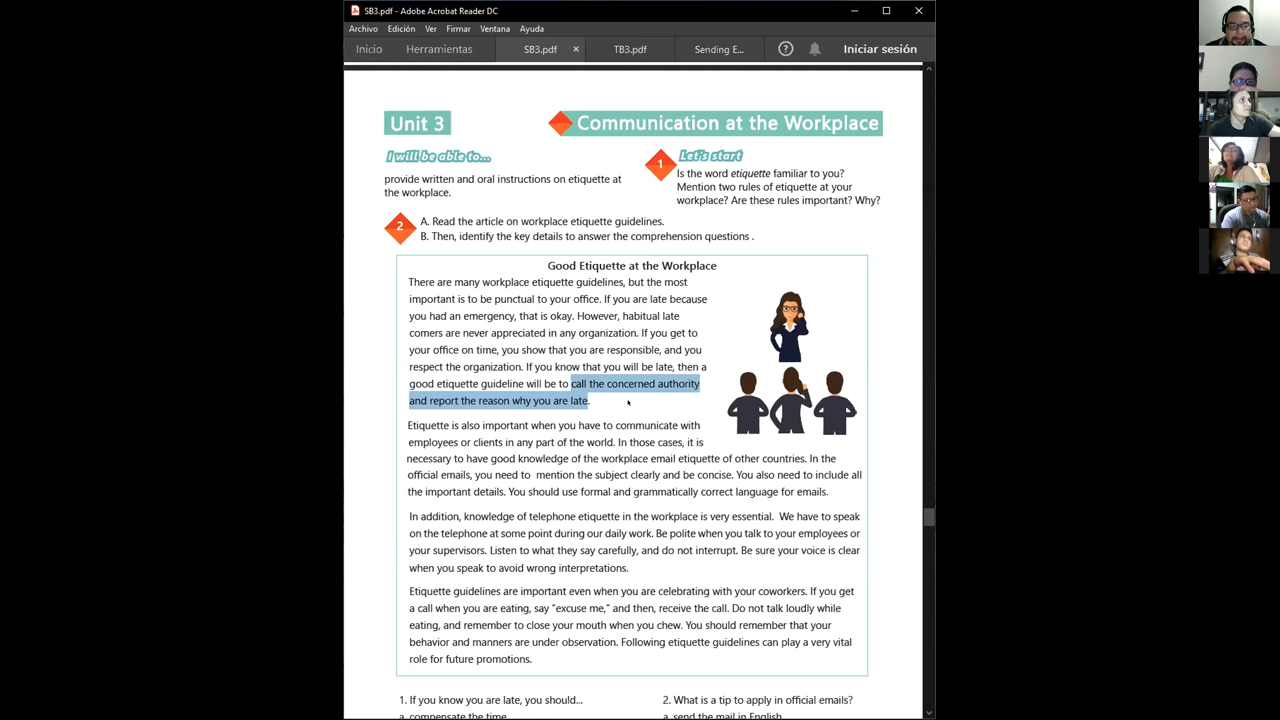 SB3.pdf - Adobe Acrobat Reader DC
Archivo Edición Ver Firmar Ventana Ayuda
Inicio Herramientas SB3.pdf × TB3.pdf Sending E... ? Iniciar sesión
Unit 3 Communication at the Workplace
I will be able to...
provide written and oral instructions on etiquette at
the workplace.
1 Let's start
Is the word etiquette familiar to you?
Mention two rules of etiquette at your
workplace? Are these rules important? Why?
2 A. Read the article on workplace etiquette guidelines.
B. Then, identify the key details to answer the comprehension questions .
Good Etiquette at the Workplace
There are many workplace etiquette guidelines, but the most
important is to be punctual to your office. If you are late because
you had an emergency, that is okay. However, habitual late
comers are never appreciated in any organization. If you get to
your office on time, you show that you are responsible, and you
respect the organization. If you know that you will be late, then a
good etiquette guideline will be to call the concerned authority
and report the reason why you are late.
Etiquette is also important when you have to communicate with
employees or clients in any part of the world. In those cases, it is
necessary to have good knowledge of the workplace email etiquette of other countries. In the
official emails, you need to mention the subject clearly and be concise. You also need to include all
the important details. You should use formal and grammatically correct language for emails.
In addition, knowledge of telephone etiquette in the workplace is very essential. We have to speak
on the telephone at some point during our daily work. Be polite when you talk to your employees or
your supervisors. Listen to what they say carefully, and do not interrupt. Be sure your voice is clear
when you speak to avoid wrong interpretations.
Etiquette guidelines are important even when you are celebrating with your coworkers. If you get
a call when you are eating, say “excuse me,” and then, receive the call. Do not talk loudly while
eating, and remember to close your mouth when you chew. You should remember that your
behavior and manners are under observation. Following etiquette guidelines can play a very vital
role for future promotions.
1. If you know you are late, you should...
a. compensate the time
2. What is a tip to apply in official emails?
a. send the mail in English